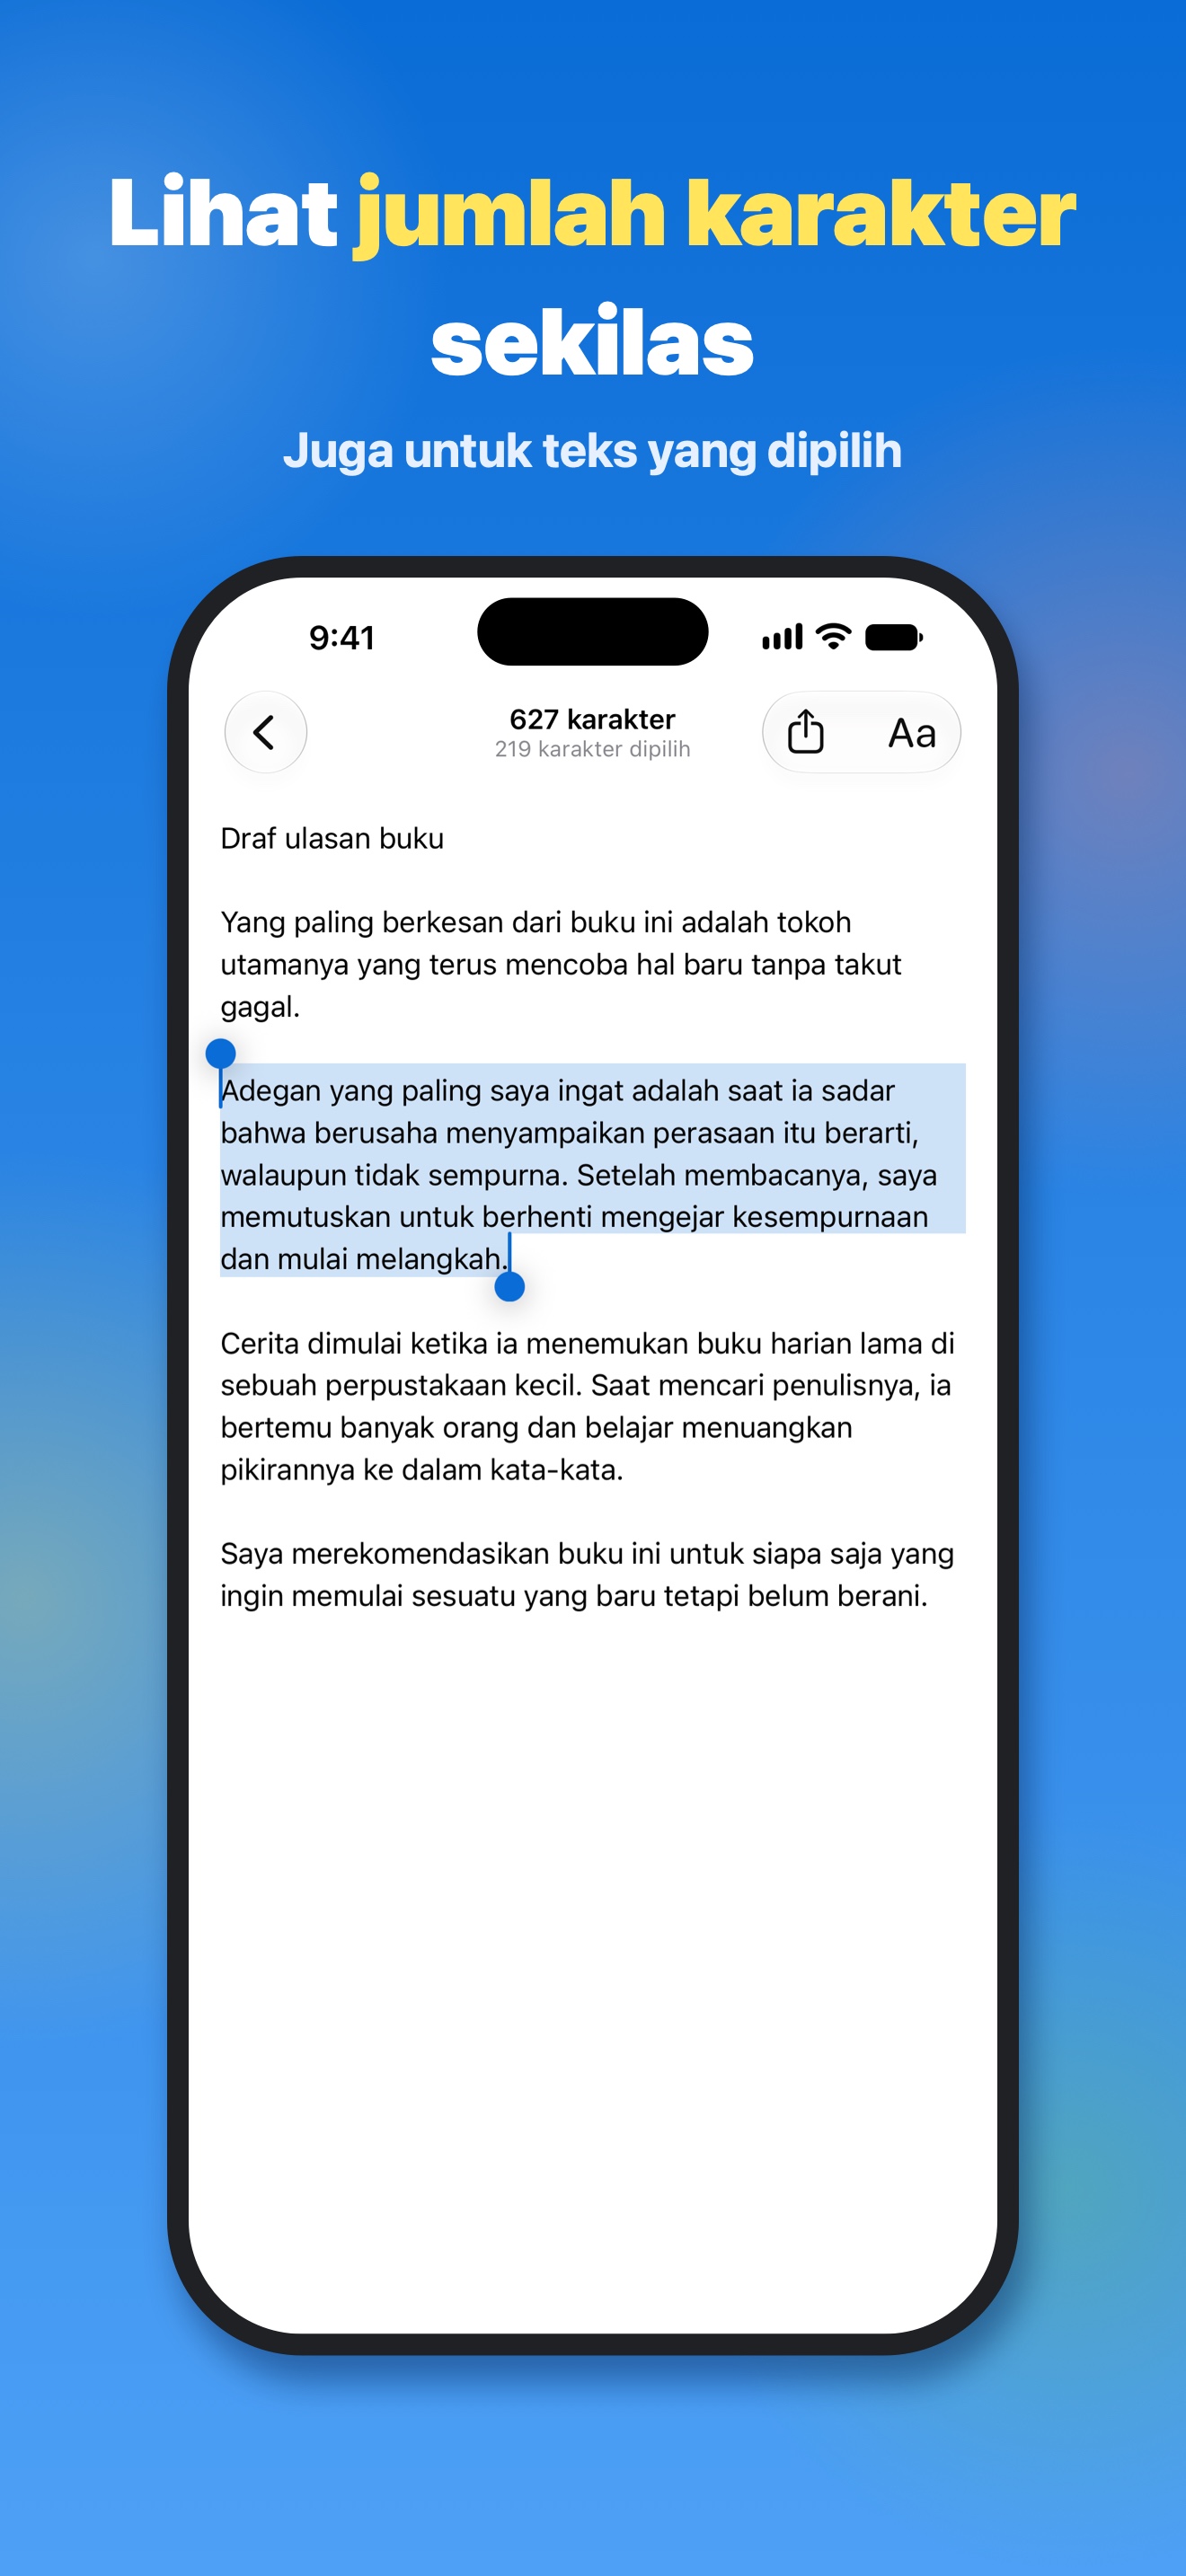 Lihat jumlah karakter
sekilas
Juga untuk teks yang dipilih
9:41
627 karakter
219 karakter dipilih
Aa
Draf ulasan buku
Yang paling berkesan dari buku ini adalah tokoh
utamanya yang terus mencoba hal baru tanpa takut
gagal.
Adegan yang paling saya ingat adalah saat ia sadar
bahwa berusaha menyampaikan perasaan itu berarti,
walaupun tidak sempurna. Setelah membacanya, saya
memutuskan untuk berhenti mengejar kesempurnaan
dan mulai melangkah.
Cerita dimulai ketika ia menemukan buku harian lama di
sebuah perpustakaan kecil. Saat mencari penulisnya, ia
bertemu banyak orang dan belajar menuangkan
pikirannya ke dalam kata-kata.
Saya merekomendasikan buku ini untuk siapa saja yang
ingin memulai sesuatu yang baru tetapi belum berani.